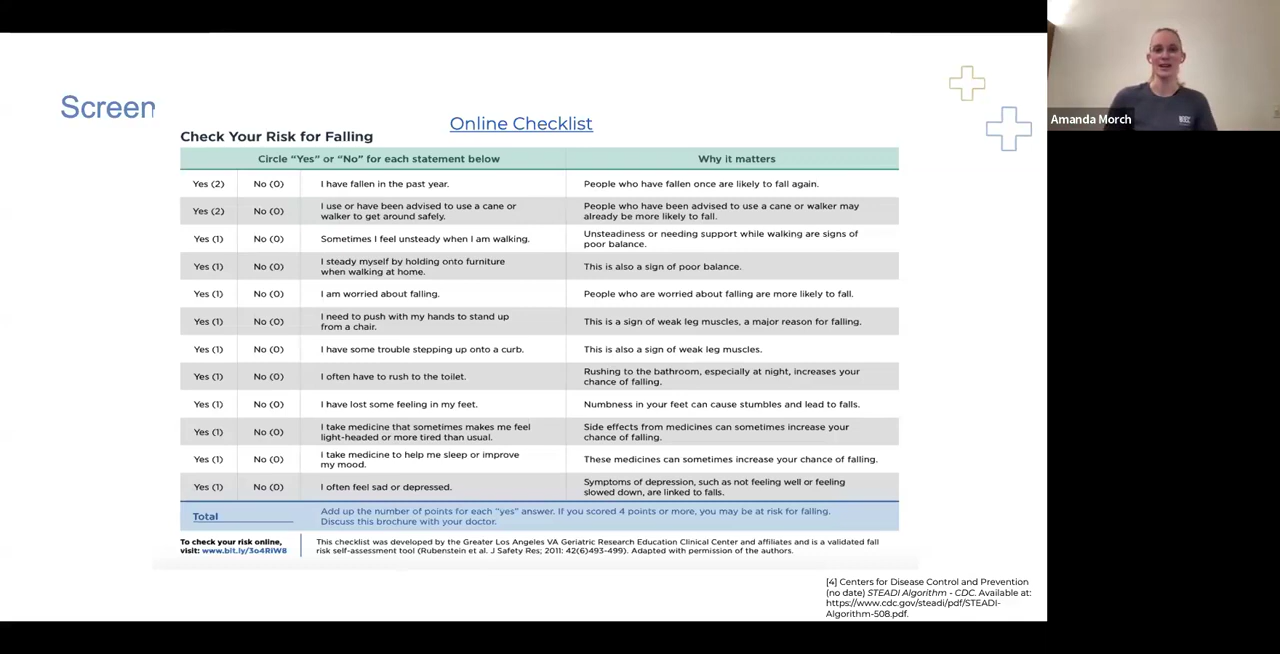 Screen
Online Checklist
Check Your Risk for Falling
Circle “Yes” or “No” for each statement below
Why it matters
Yes (2) No (0) I have fallen in the past year. People who have fallen once are likely to fall again.
Yes (2) No (0) I use or have been advised to use a cane or
walker to get around safely.
People who have been advised to use a cane or walker may
already be more likely to fall.
Yes (1) No (0) Sometimes I feel unsteady when I am walking.
Unsteadiness or needing support while walking are signs of
poor balance.
Yes (1) No (0) I steady myself by holding onto furniture
when walking at home.
This is also a sign of poor balance.
Yes (1) No (0) I am worried about falling. People who are worried about falling are more likely to fall.
Yes (1) No (0) I need to push with my hands to stand up
from a chair.
This is a sign of weak leg muscles, a major reason for falling.
Yes (1) No (0) I have some trouble stepping up onto a curb. This is also a sign of weak leg muscles.
Yes (1) No (0) I often have to rush to the toilet.
Rushing to the bathroom, especially at night, increases your
chance of falling.
Yes (1) No (0) I have lost some feeling in my feet. Numbness in your feet can cause stumbles and lead to falls.
Yes (1) No (0) I take medicine that sometimes makes me feel
light-headed or more tired than usual.
Side effects from medicines can sometimes increase your
chance of falling.
Yes (1) No (0) I take medicine to help me sleep or improve
my mood.
These medicines can sometimes increase your chance of falling.
Yes (1) No (0) I often feel sad or depressed.
Symptoms of depression, such as not feeling well or feeling
slowed down, are linked to falls.
Total
Add up the number of points for each “yes” answer. If you scored 4 points or more, you may be at risk for falling.
Discuss this brochure with your doctor.
To check your risk online,
visit: www.bit.ly/3o4RiW8
This checklist was developed by the Greater Los Angeles VA Geriatric Research Education Clinical Center and affiliates and is a validated fall
risk self-assessment tool (Rubenstein et al. J Safety Res; 2011: 42(6)493-499). Adapted with permission of the authors.
[4] Centers for Disease Control and Prevention
(no date) STEADI Algorithm - CDC. Available at:
https://www.cdc.gov/steadi/pdf/STEADI-
Algorithm-508.pdf.
Amanda Morch